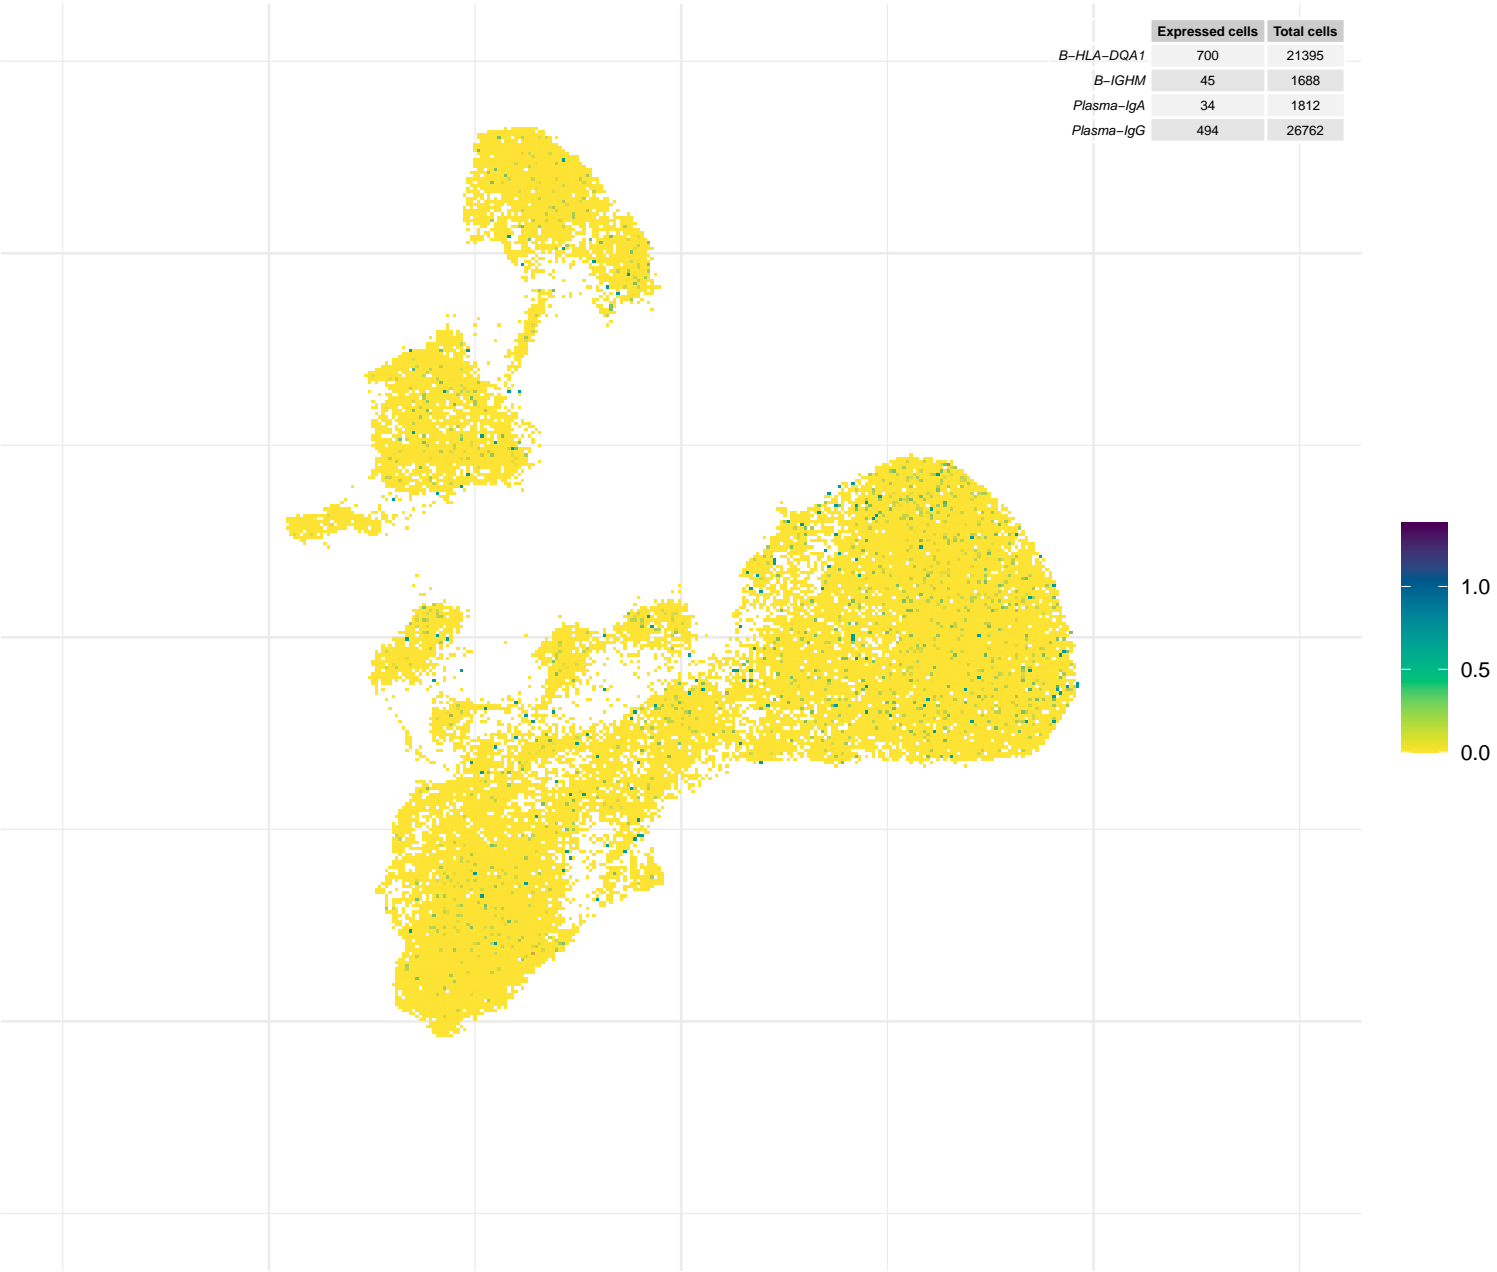 Expressed cells Total cells
B−HLA−DQA1 700 21395
B−IGHM 45 1688
Plasma−IgA 34 1812
Plasma−IgG 494 26762
1.0
0.5
0.0